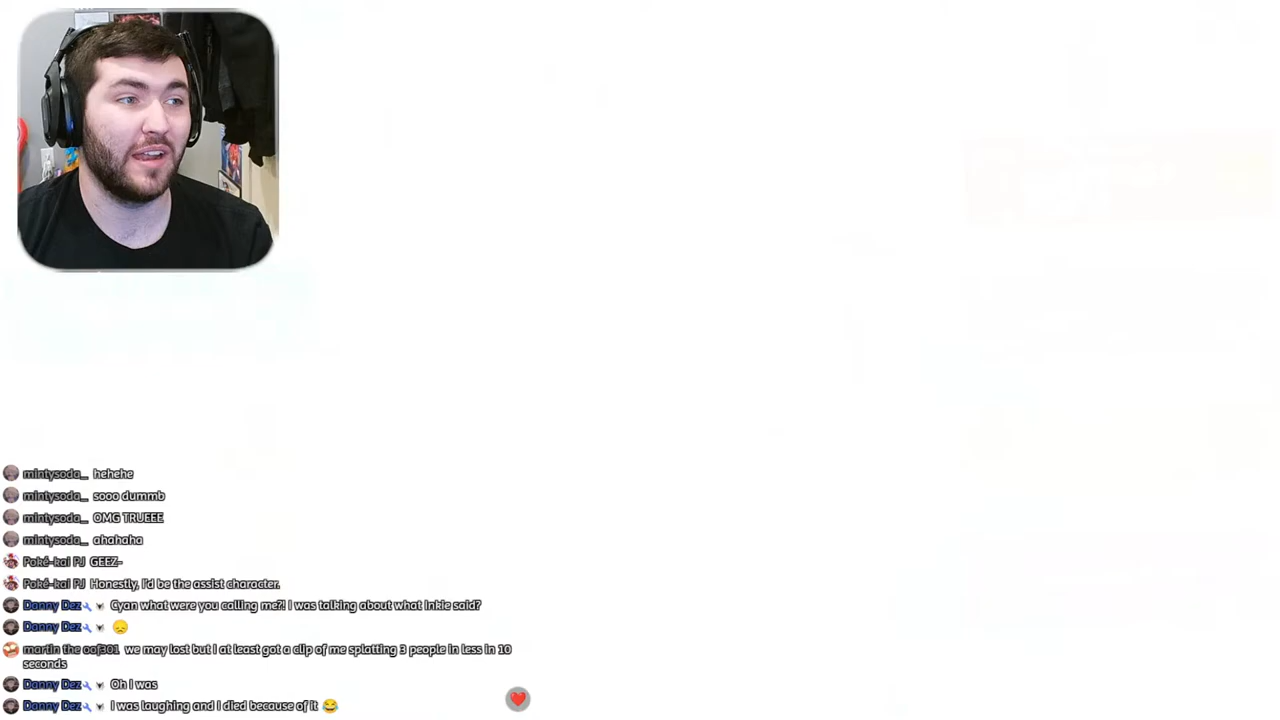 mintysoda_ hehehe
mintysoda_ sooo dummb
mintysoda_ OMG TRUEEE
mintysoda_ ahahaha
Poké-kai PJ GEEZ-
Poké-kai PJ Honestly, I'd be the assist character.
Danny Dez Cyan what were you calling me?! I was talking about what Inkie said?
Danny Dez 😞
martin the oof301 we may lost but I at least got a clip of me splatting 3 people in less in 10
seconds
Danny Dez Oh I was
Danny Dez I was laughing and I died because of it 😂